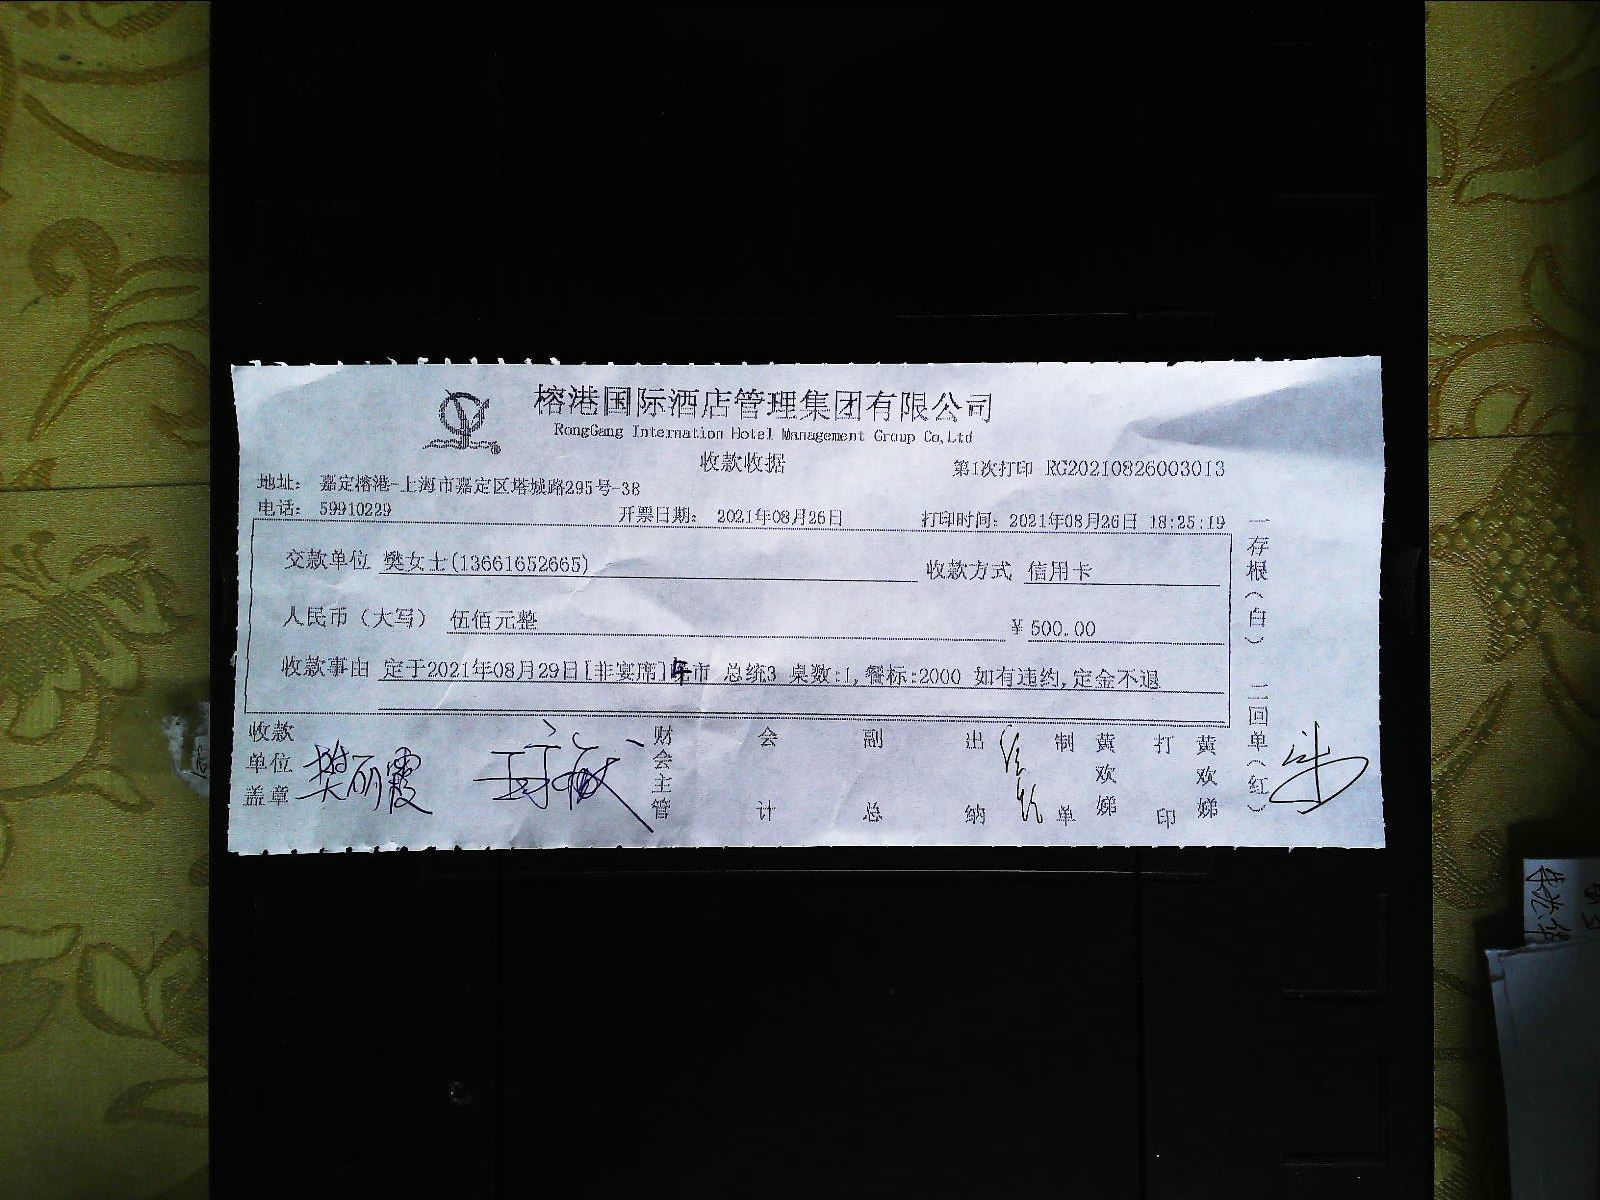 榕港国际酒店管理集团有限公司
RongGang Internation Hotel Management Group Co,Ltd
收款收据
第1次打印 RG20210826003013
地址： 嘉定榕港-上海市嘉定区塔城路295号-38
电话： 59910229
开票日期： 2021年08月26日
打印时间：2021年08月26日 18:25:19
交款单位 樊女士(13661652665)
收款方式 信用卡
人民币（大写） 伍佰元整
¥ 500.00
收款事由 定于2021年08月29日[非宴席]午市 总统3 桌数:1,餐标:2000 如有违约,定金不退
收款单位盖章
樊丽霞
财会主管
会计
副总
出纳
制单
黄欢娣
打印
黄欢娣
一存根（白） 二回单（红）